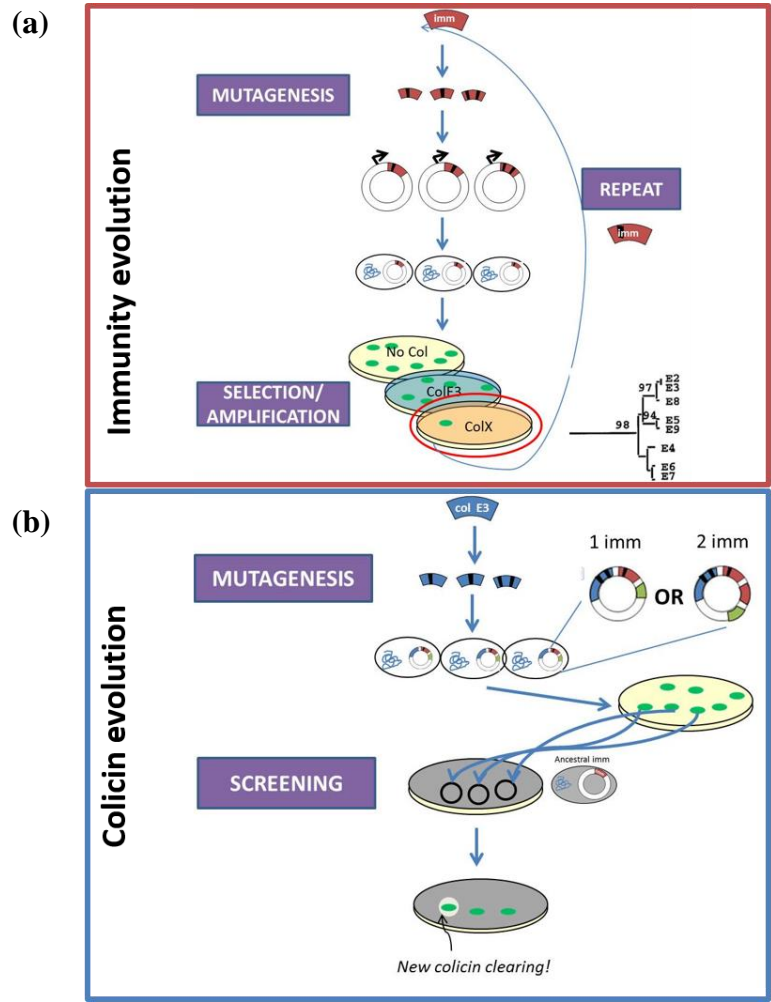 (a)
Immunity evolution
imm
MUTAGENESIS
REPEAT
imm
No Col
ColE3
ColX
SELECTION/
AMPLIFICATION
97
98
94
E2
E3
E8
E5
E9
E4
E6
E7
(b)
Colicin evolution
col E3
MUTAGENESIS
1 imm
OR
2 imm
SCREENING
Ancestral imm
New colicin clearing!